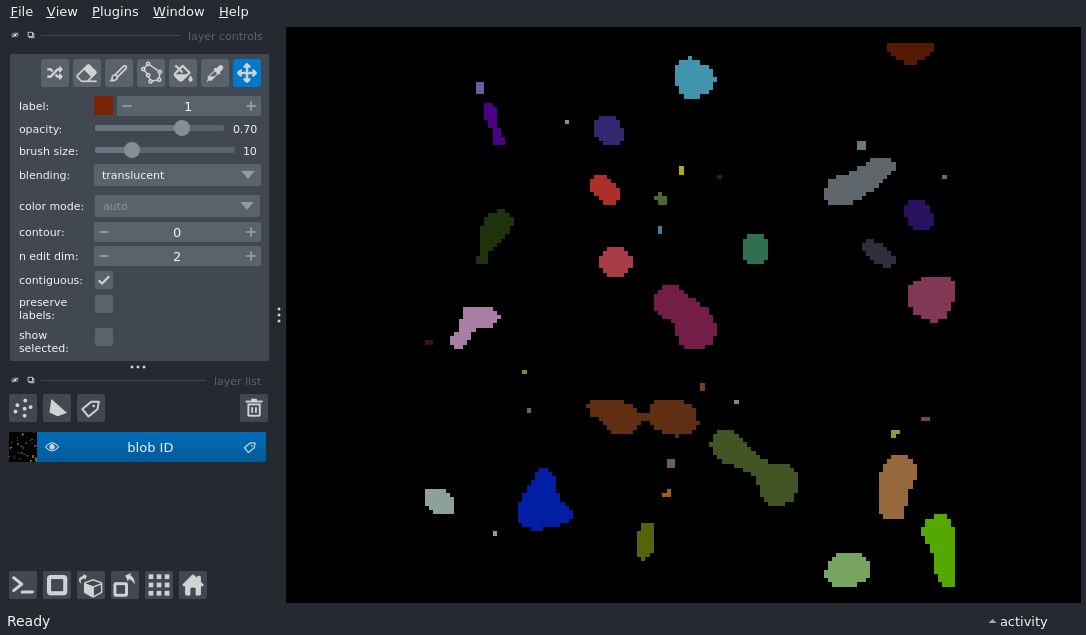 File View Plugins Window Help
layer controls
label: 1
opacity: 0.70
brush size: 10
blending: translucent
color mode: auto
contour: 0
n edit dim: 2
contiguous:
preserve
labels:
show
selected:
layer list
blob ID
Ready
activity